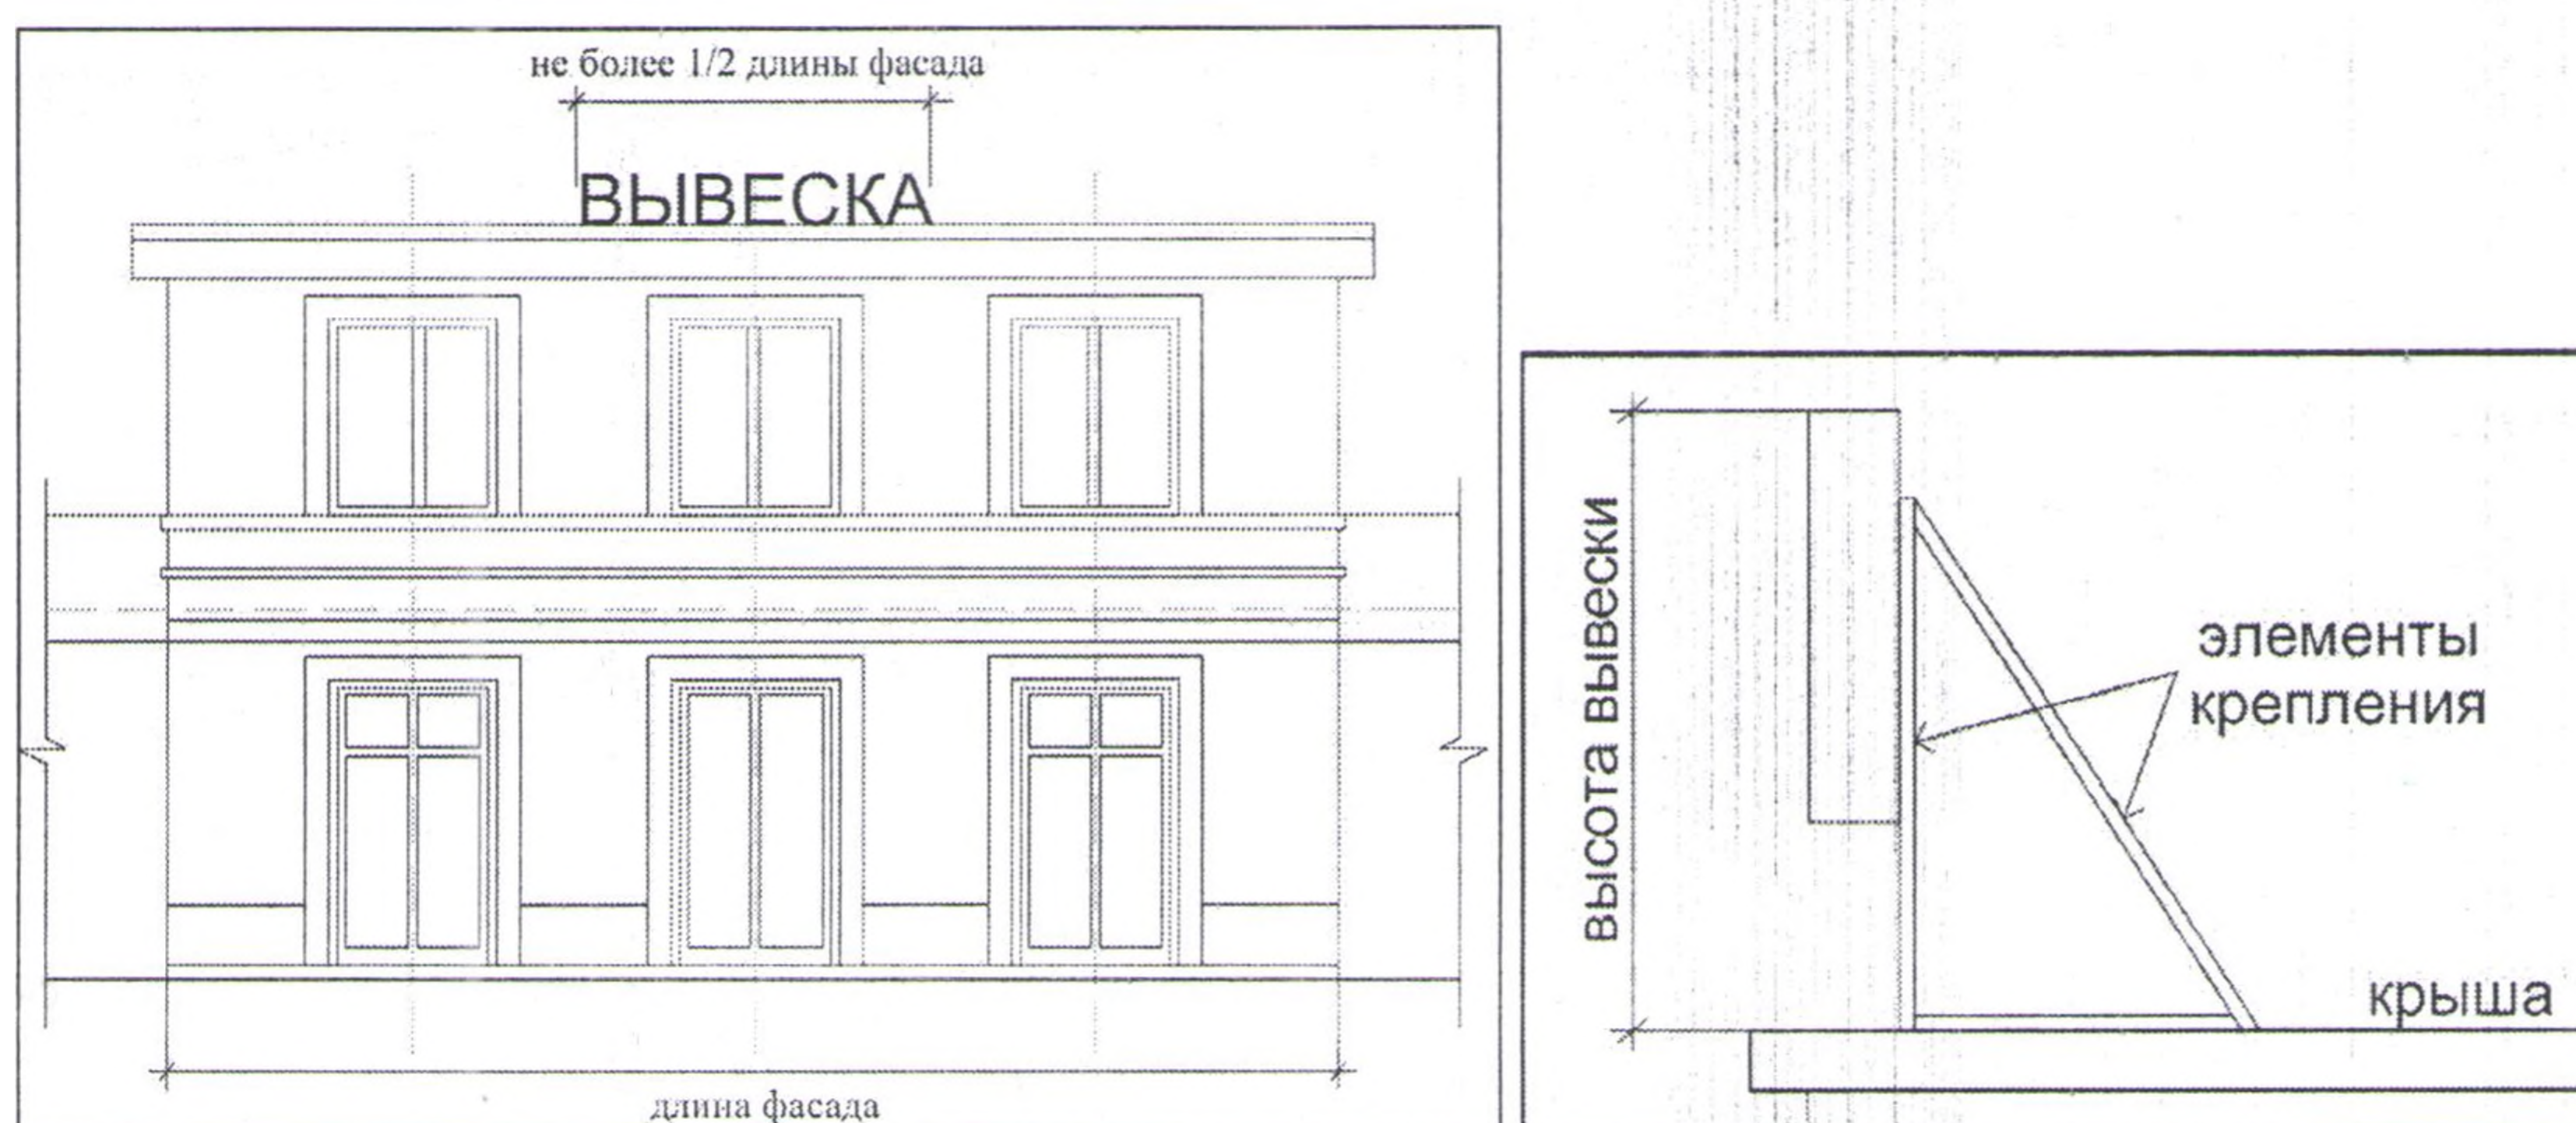 не более 1/2 длины фасада
ВЫВЕСКА
длина фасада
высота вывески
элементы
крепления
крыша